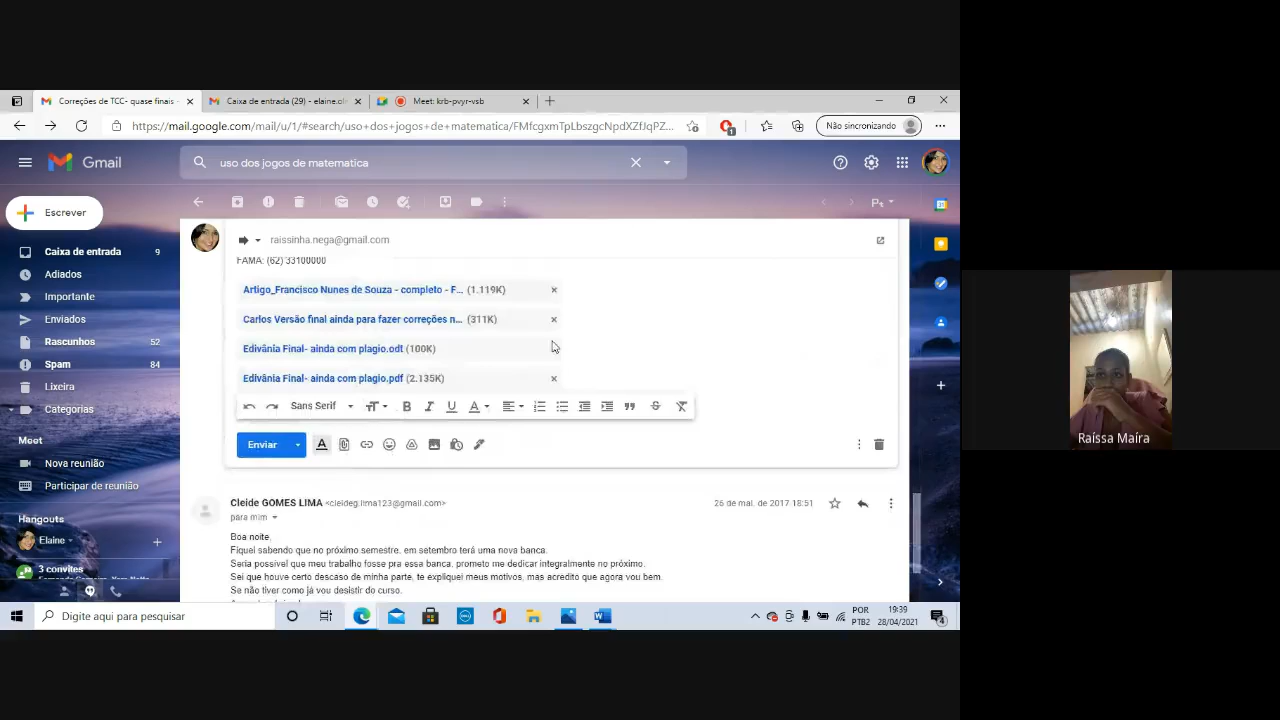 Correções de TCC- quase finais -
Caixa de entrada (29) - elaine.ol
Meet: krb-pvyr-vsb
https://mail.google.com/mail/u/1/#search/uso+dos+jogos+de+matematica/FMfcgxmTpLbszgcNpdXZfJqPZ...
Não sincronizando
Gmail
uso dos jogos de matematica
Escrever
Pt
Caixa de entrada 9
Adiados
Importante
Enviados
Rascunhos 52
Spam 84
Lixeira
Categorias
Meet
Nova reunião
Participar de reunião
Hangouts
Elaine
3 convites
raissinha.nega@gmail.com
FAMA: (62) 33100000
Artigo_Francisco Nunes de Souza - completo - F... (1.119K)
Carlos Versão final ainda para fazer correções n... (311K)
Edivânia Final- ainda com plagio.odt (100K)
Edivânia Final- ainda com plagio.pdf (2.135K)
Sans Serif
Enviar
Cleide GOMES LIMA <cleideg.lima123@gmail.com>
26 de mai. de 2017 18:51
para mim
Boa noite,
Fiquei sabendo que no próximo semestre, em setembro terá uma nova banca.
Seria possivel que meu trabalho fosse pra essa banca, prometo me dedicar integralmente no próximo.
Sei que houve certo descaso de minha parte, te expliquei meus motivos, mas acredito que agora vou bem.
Se não tiver como já vou desistir do curso.
Digite aqui para pesquisar
POR
PTB2
19:39
28/04/2021
Raíssa Maíra